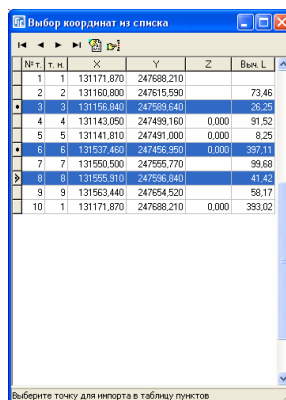 Выбор координат из списка
№ т. т. н. X Y Z Выч. L
1 1 131171,870 247688,210
2 2 131160,800 247615,590 73,46
3 3 131156,840 247589,640 26,25
4 4 131143,050 247499,160 0,000 91,52
5 5 131141,810 247491,000 0,000 8,25
6 6 131537,460 247456,950 0,000 397,11
7 7 131550,500 247555,770 99,68
8 8 131555,910 247596,840 41,42
9 9 131563,440 247654,520 58,17
10 1 131171,870 247688,210 0,000 393,02
Выберите точку для импорта в таблицу пунктов